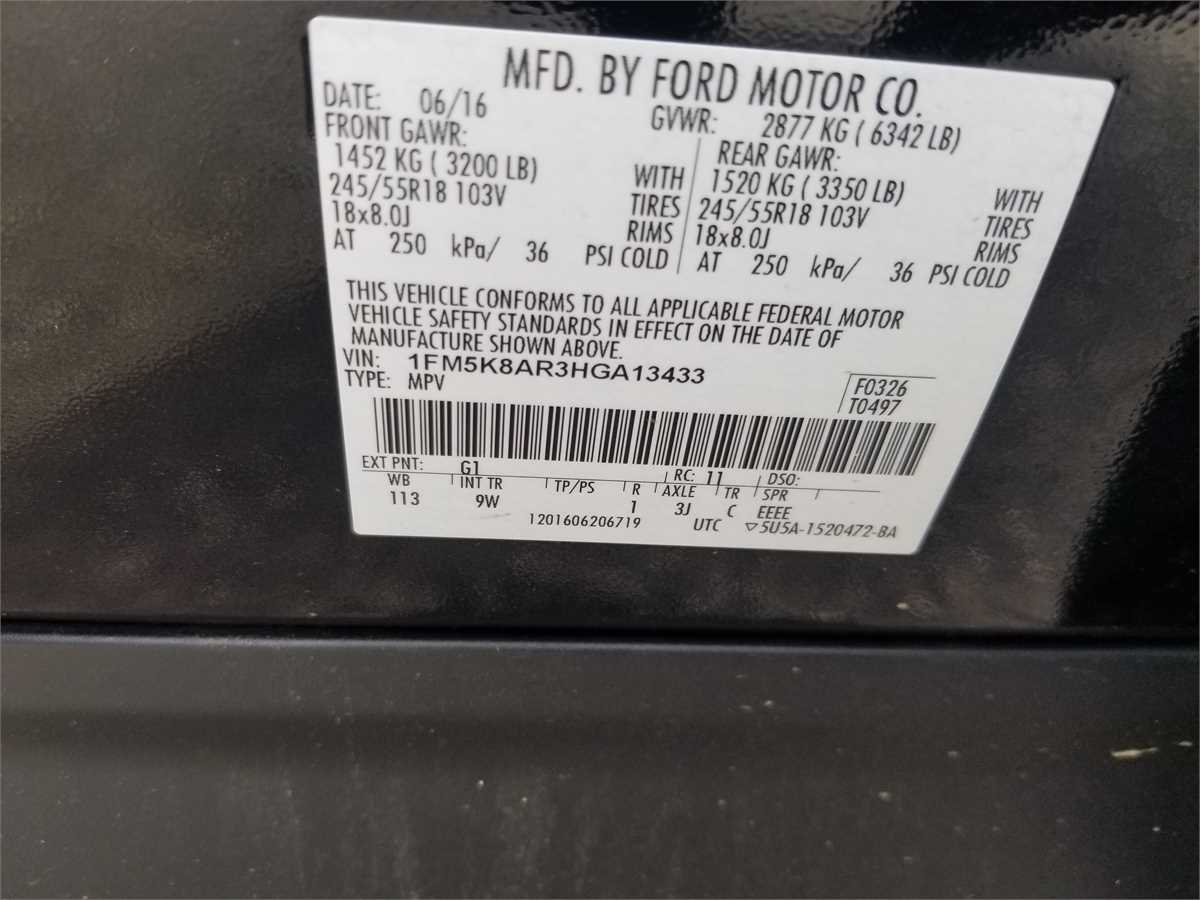 MFD. BY FORD MOTOR CO.
DATE: 06/16 GVWR: 2877 KG ( 6342 LB)
FRONT GAWR: REAR GAWR:
1452 KG ( 3200 LB) WITH 1520 KG ( 3350 LB) WITH
245/55R18 103V TIRES 245/55R18 103V TIRES
18x8.0J RIMS 18x8.0J RIMS
AT 250 kPa/ 36 PSI COLD AT 250 kPa/ 36 PSI COLD
THIS VEHICLE CONFORMS TO ALL APPLICABLE FEDERAL MOTOR
VEHICLE SAFETY STANDARDS IN EFFECT ON THE DATE OF
MANUFACTURE SHOWN ABOVE.
VIN: 1FM5K8AR3HGA13433
TYPE: MPV F0326
T0497
EXT PNT: G1 RC: 11 DSO:
WB INT TR TP/PS R AXLE TR SPR
113 9W 1 3J C EEEE
1201606206719 UTC ▽5U5A-1520472-BA